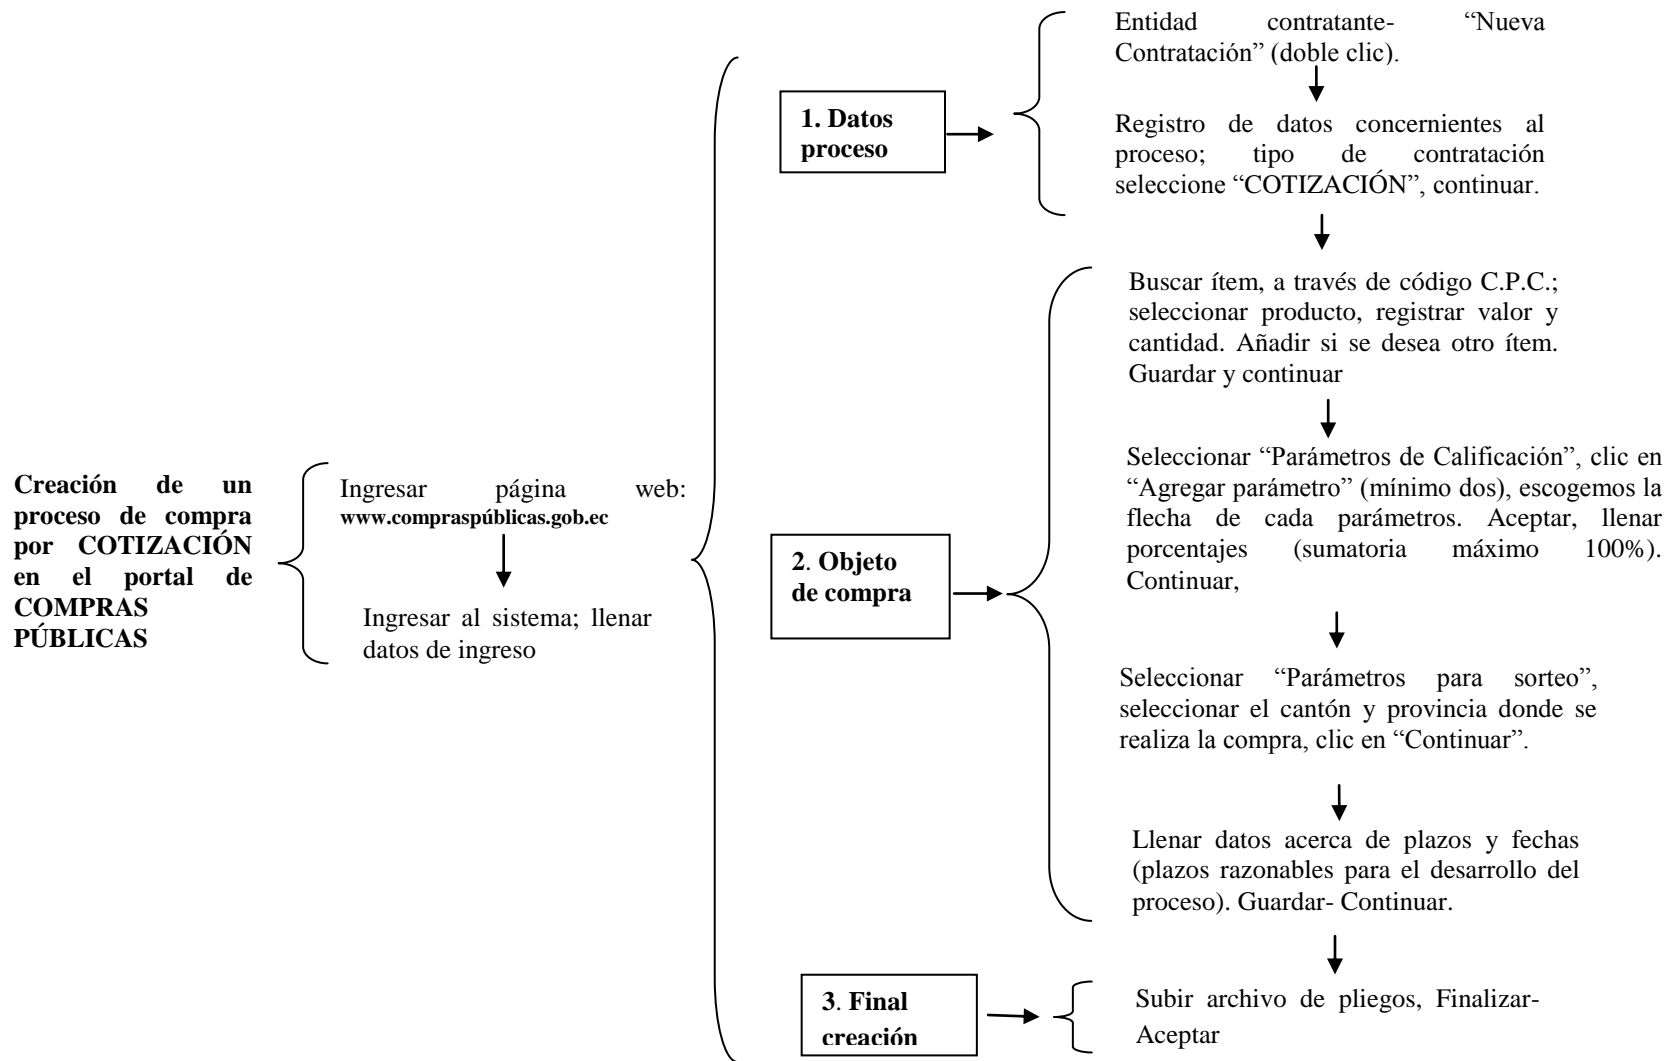 Creación de un
proceso de compra
por COTIZACIÓN
en el portal de
COMPRAS
PÚBLICAS
Ingresar página web:
www.compraspúblicas.gob.ec
Ingresar al sistema; llenar
datos de ingreso
1. Datos
proceso
Entidad contratante- “Nueva
Contratación” (doble clic).
Registro de datos concernientes al
proceso; tipo de contratación
seleccione “COTIZACIÓN”, continuar.
2. Objeto
de compra
Buscar ítem, a través de código C.P.C.;
seleccionar producto, registrar valor y
cantidad. Añadir si se desea otro ítem.
Guardar y continuar
Seleccionar “Parámetros de Calificación”, clic en
“Agregar parámetro” (mínimo dos), escogemos la
flecha de cada parámetros. Aceptar, llenar
porcentajes (sumatoria máximo 100%).
Continuar,
Seleccionar “Parámetros para sorteo”,
seleccionar el cantón y provincia donde se
realiza la compra, clic en “Continuar”.
Llenar datos acerca de plazos y fechas
(plazos razonables para el desarrollo del
proceso). Guardar- Continuar.
3. Final
creación
Subir archivo de pliegos, Finalizar-
Aceptar